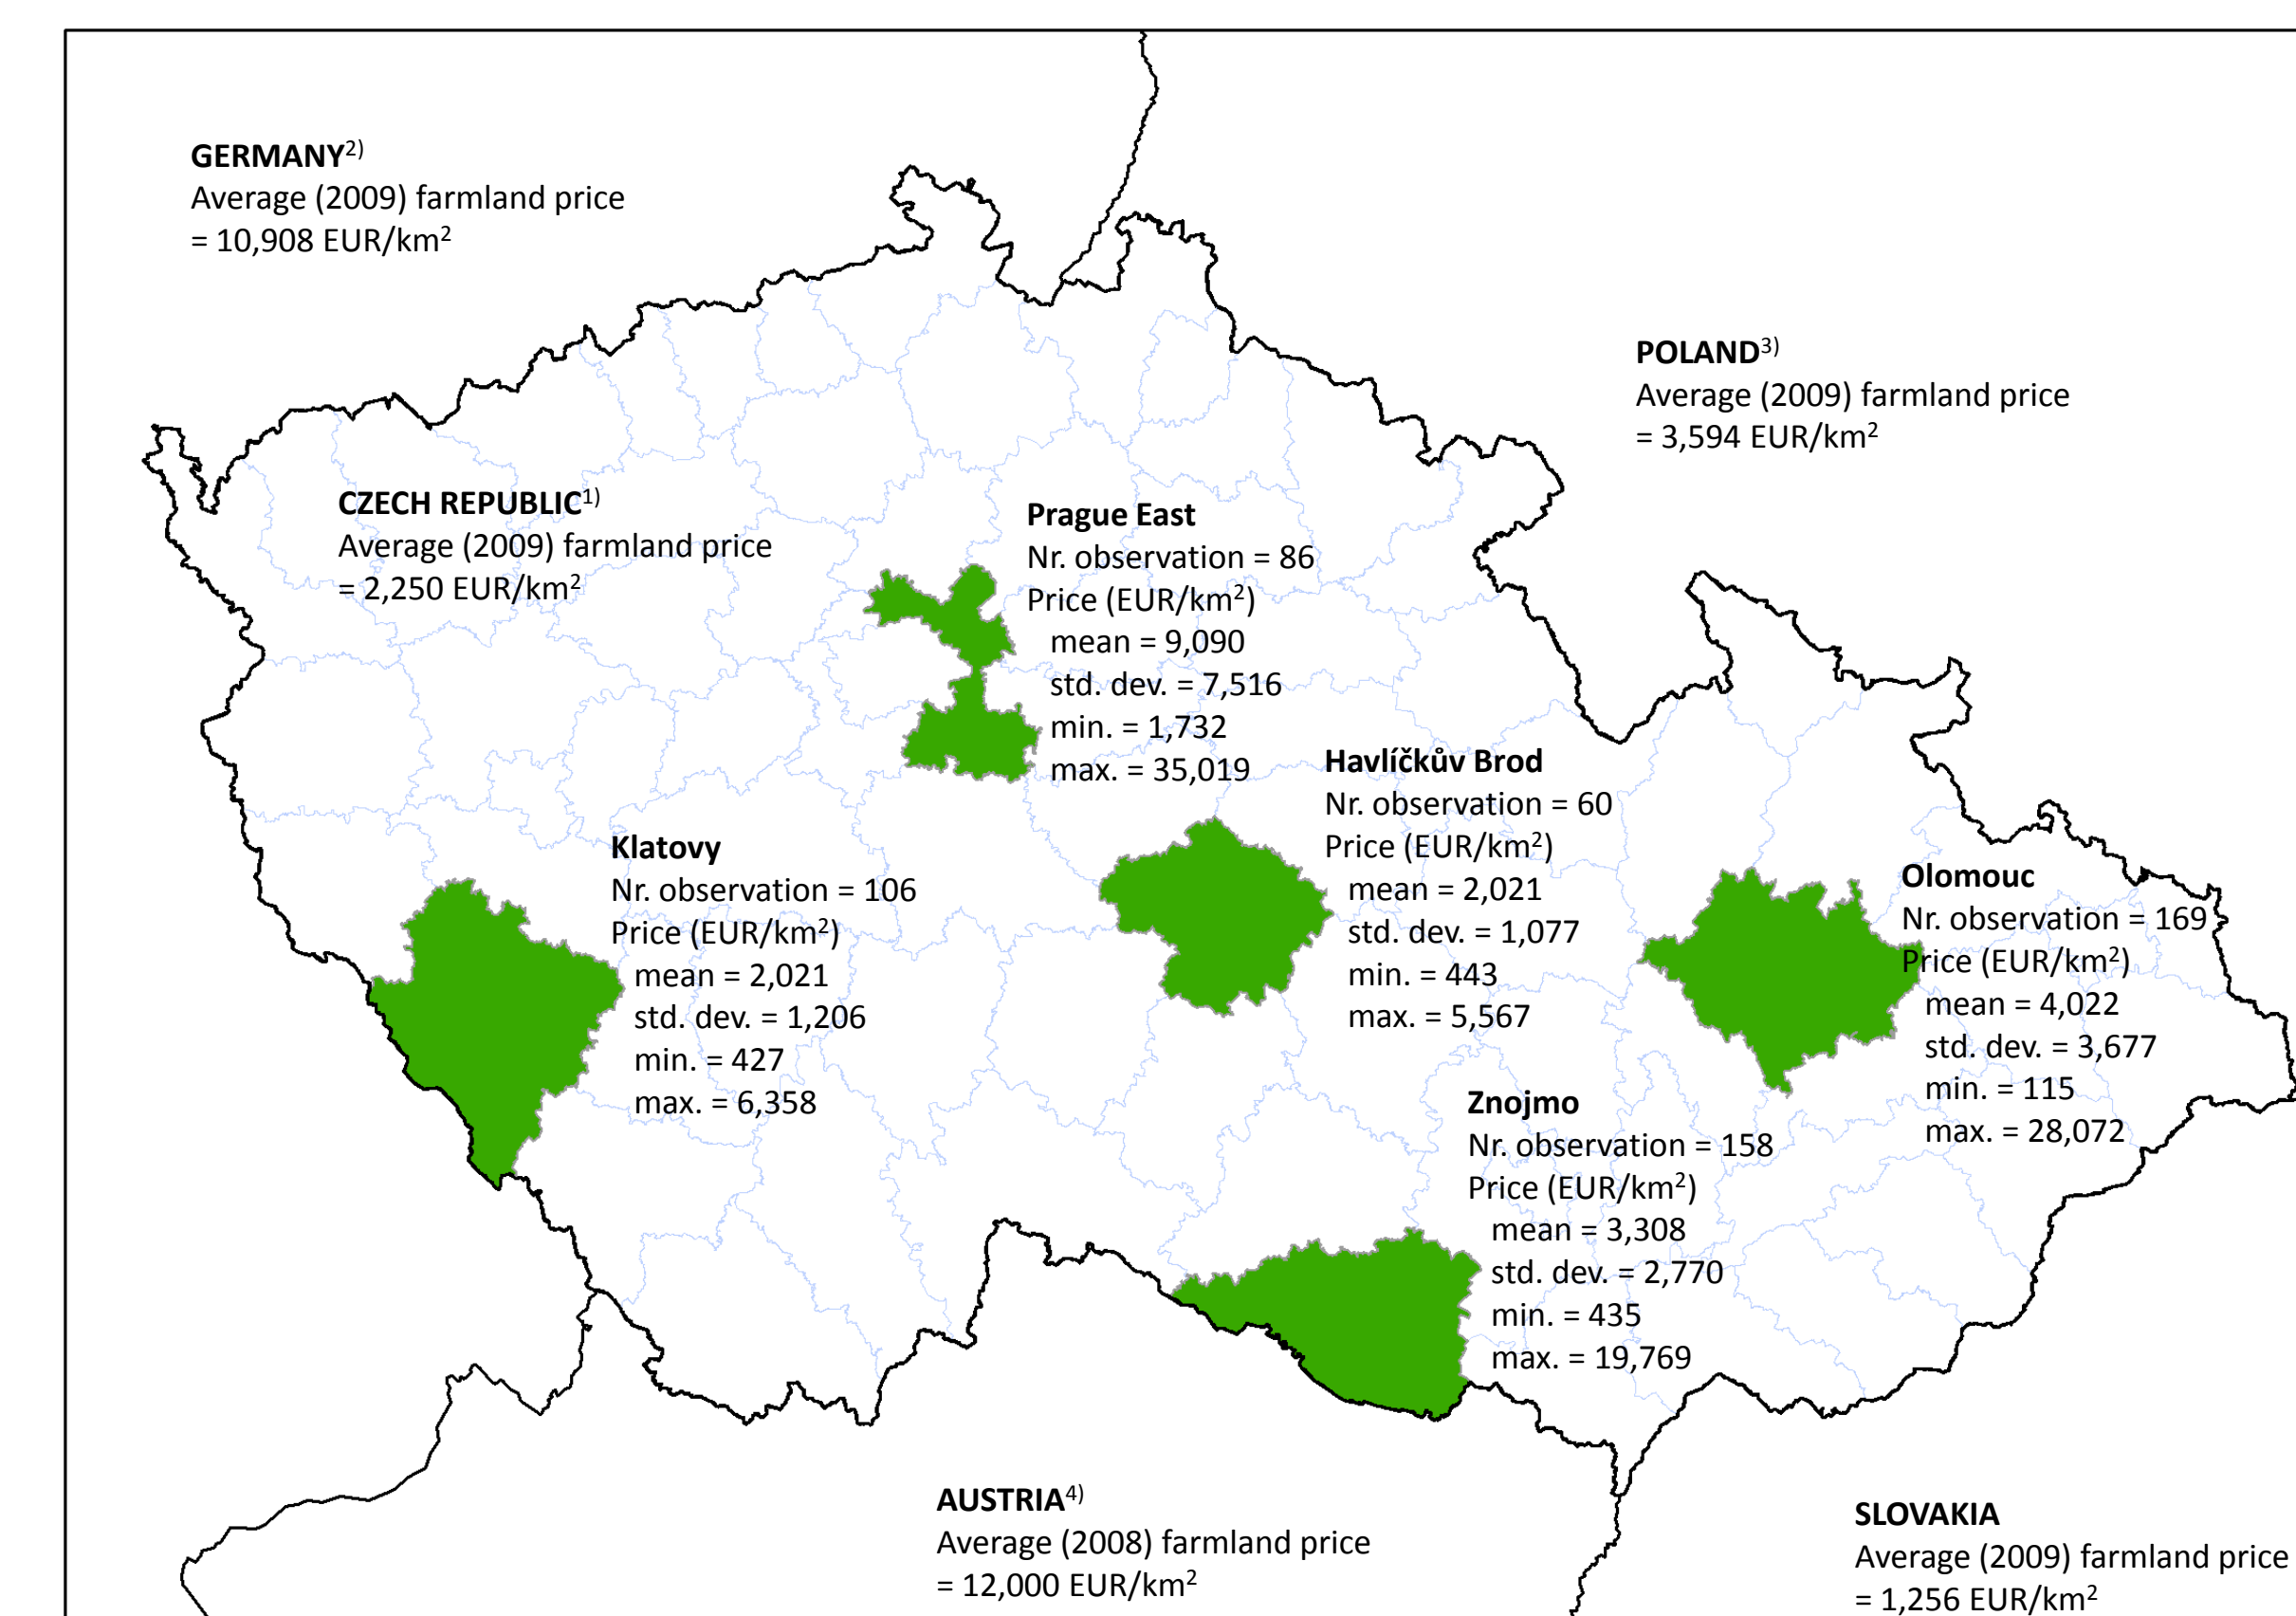 GERMANY2)
Average (2009) farmland price
= 10,908 EUR/km²
POLAND3)
Average (2009) farmland price
= 3,594 EUR/km²
CZECH REPUBLIC1)
Average (2009) farmland price
= 2,250 EUR/km²
Prague East
Nr. observation = 86
Price (EUR/km²)
mean = 9,090
std. dev. = 7,516
min. = 1,732
max. = 35,019
Havlíčkův Brod
Nr. observation = 60
Price (EUR/km²)
mean = 2,021
std. dev. = 1,077
min. = 443
max. = 5,567
Klatovy
Nr. observation = 106
Price (EUR/km²)
mean = 2,021
std. dev. = 1,206
min. = 427
max. = 6,358
Olomouc
Nr. observation = 169
Price (EUR/km²)
mean = 4,022
std. dev. = 3,677
min. = 115
max. = 28,072
Znojmo
Nr. observation = 158
Price (EUR/km²)
mean = 3,308
std. dev. = 2,770
min. = 435
max. = 19,769
AUSTRIA4)
Average (2008) farmland price
= 12,000 EUR/km²
SLOVAKIA
Average (2009) farmland price
= 1,256 EUR/km²